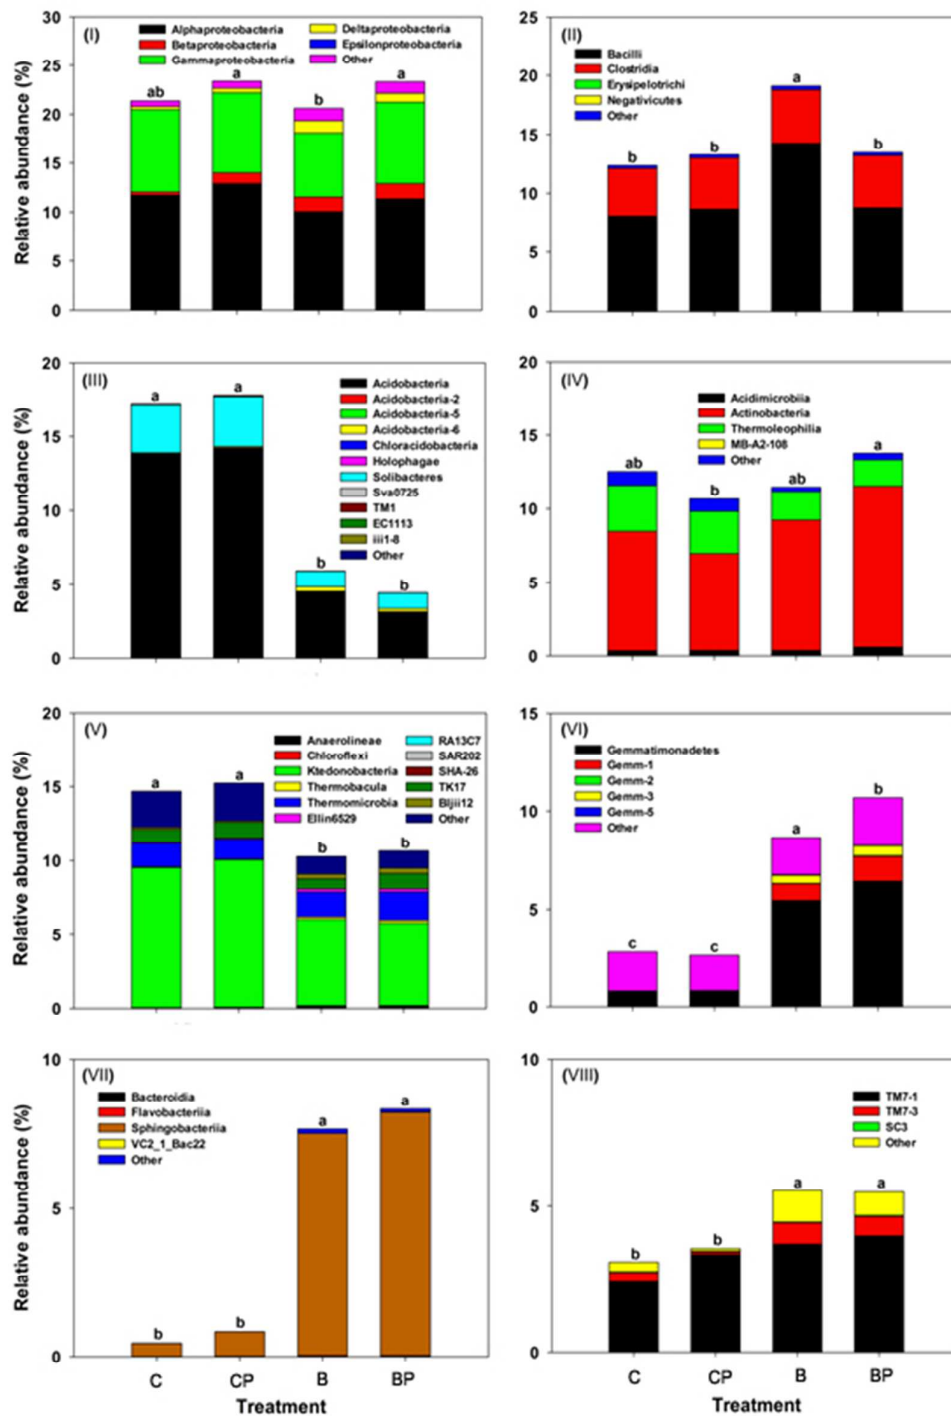 (I)
Alphaproteobacteria
Betaproteobacteria
Gammaproteobacteria
Deltaproteobacteria
Epsilonproteobacteria
Other
Relative abundance (%)
30
25
20
15
10
5
0
ab
a
b
a
(II)
Bacilli
Clostridia
Erysipelotrichi
Negativicutes
Other
25
20
15
10
5
0
b
b
a
b
(III)
Acidobacteria
Acidobacteria-2
Acidobacteria-5
Acidobacteria-6
Chloracidobacteria
Holophagae
Solibacteres
Sva0725
TM1
EC1113
iii1-8
Other
Relative abundance (%)
20
15
10
5
0
a
a
b
b
(IV)
Acidimicrobiia
Actinobacteria
Thermoleophilia
MB-A2-108
Other
20
15
10
5
0
ab
b
ab
a
(V)
Anaerolineae
Chloroflexi
Ktedonobacteria
Thermobacula
Thermomicrobia
Ellin6529
RA13C7
SAR202
SHA-26
TK17
Bljii12
Other
Relative abundance (%)
20
15
10
5
0
a
a
b
b
(VI)
Gemmatimonadetes
Gemm-1
Gemm-2
Gemm-3
Gemm-5
Other
15
10
5
0
c
c
a
b
(VII)
Bacteroidia
Flavobacteriia
Sphingobacteriia
VC2_1_Bac22
Other
Relative abundance (%)
10
5
0
b
b
a
a
C CP B BP
Treatment
(VIII)
TM7-1
TM7-3
SC3
Other
10
5
0
b
b
a
a
C CP B BP
Treatment